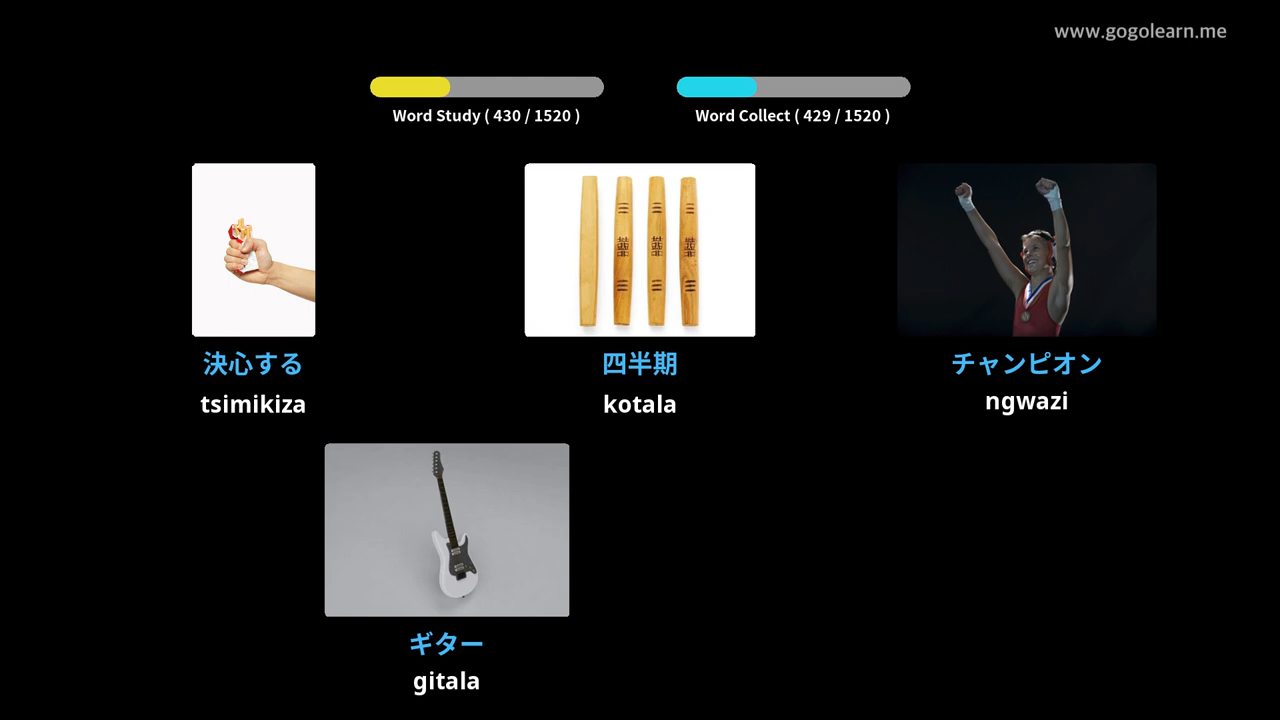 www.gogolearn.me
Word Study ( 430 / 1520 )
Word Collect ( 429 / 1520 )
決心する
tsimikiza
四半期
kotala
チャンピオン
ngwazi
ギター
gitala